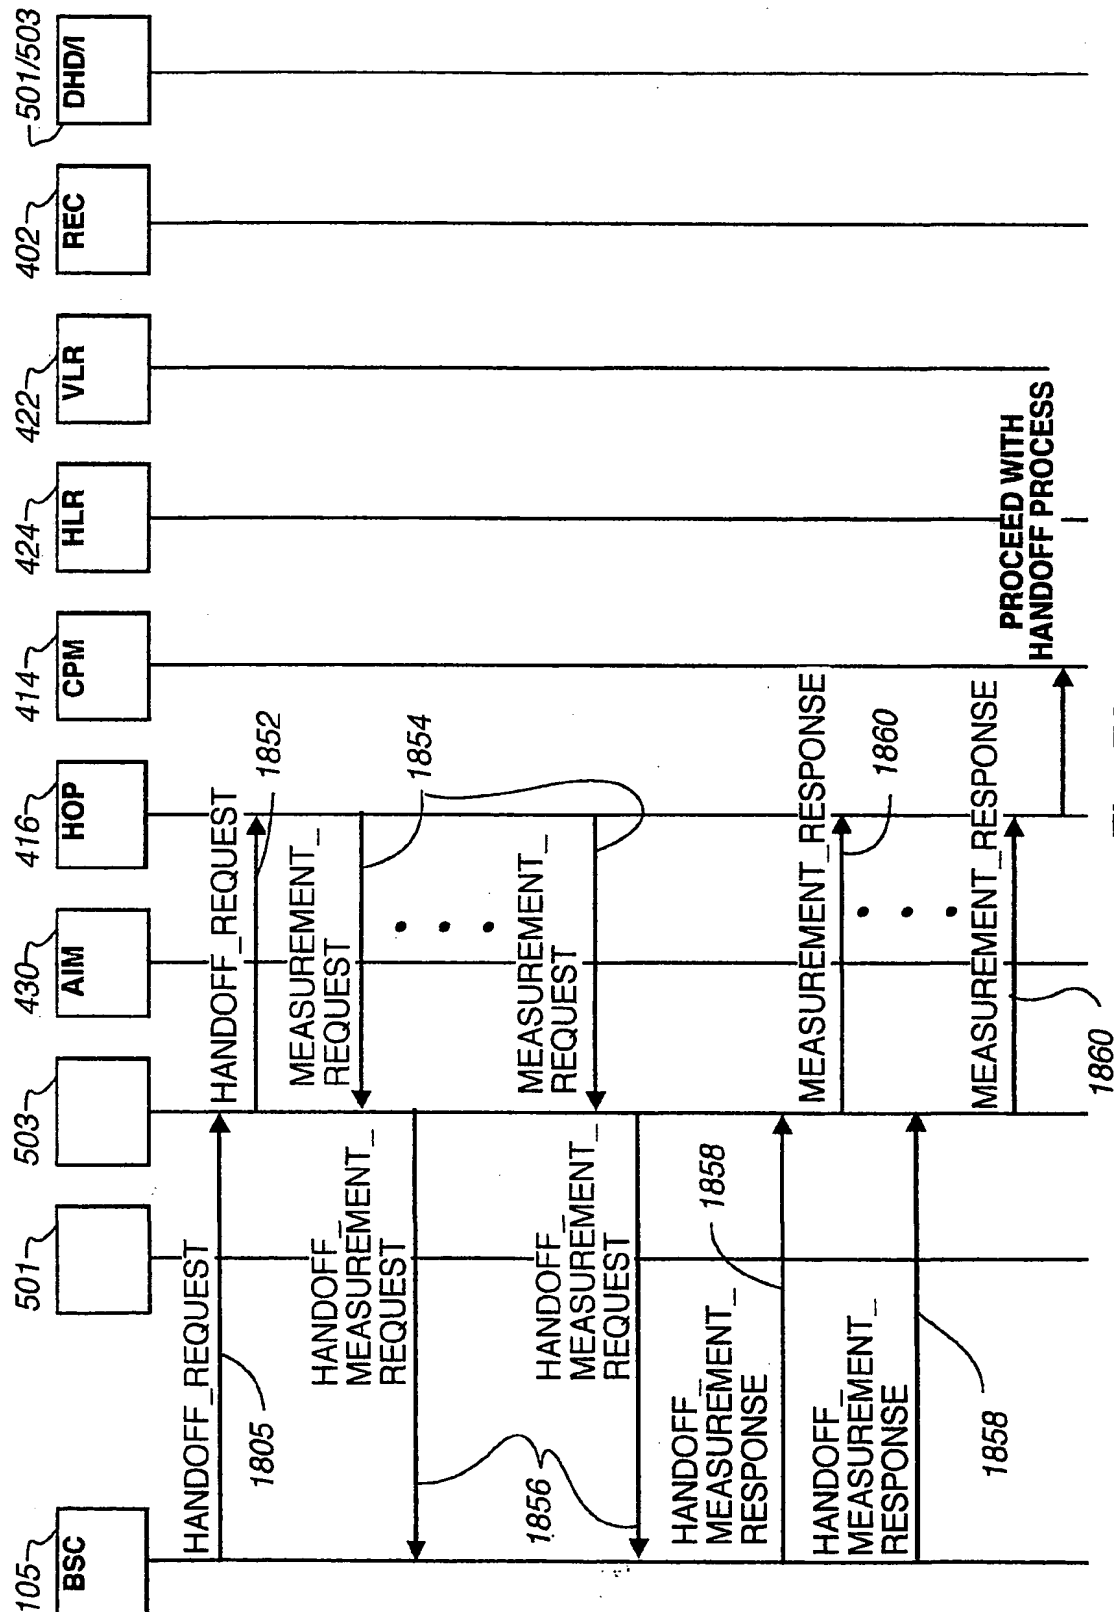 105
501
503
430
416
414
424
422
402
501/503
BSC
AIM
HOP
CPM
HLR
VLR
REC
DHD/I
HANDOFF_REQUEST
1805
HANDOFF_REQUEST
1852
MEASUREMENT_
REQUEST
1854
HANDOFF_
MEASUREMENT_
REQUEST
MEASUREMENT_
REQUEST
HANDOFF_
MEASUREMENT_
REQUEST
1856
HANDOFF_
MEASUREMENT_
RESPONSE
1858
MEASUREMENT_RESPONSE
1860
HANDOFF_
MEASUREMENT_
RESPONSE
1858
MEASUREMENT_RESPONSE
1860
PROCEED WITH
HANDOFF PROCESS